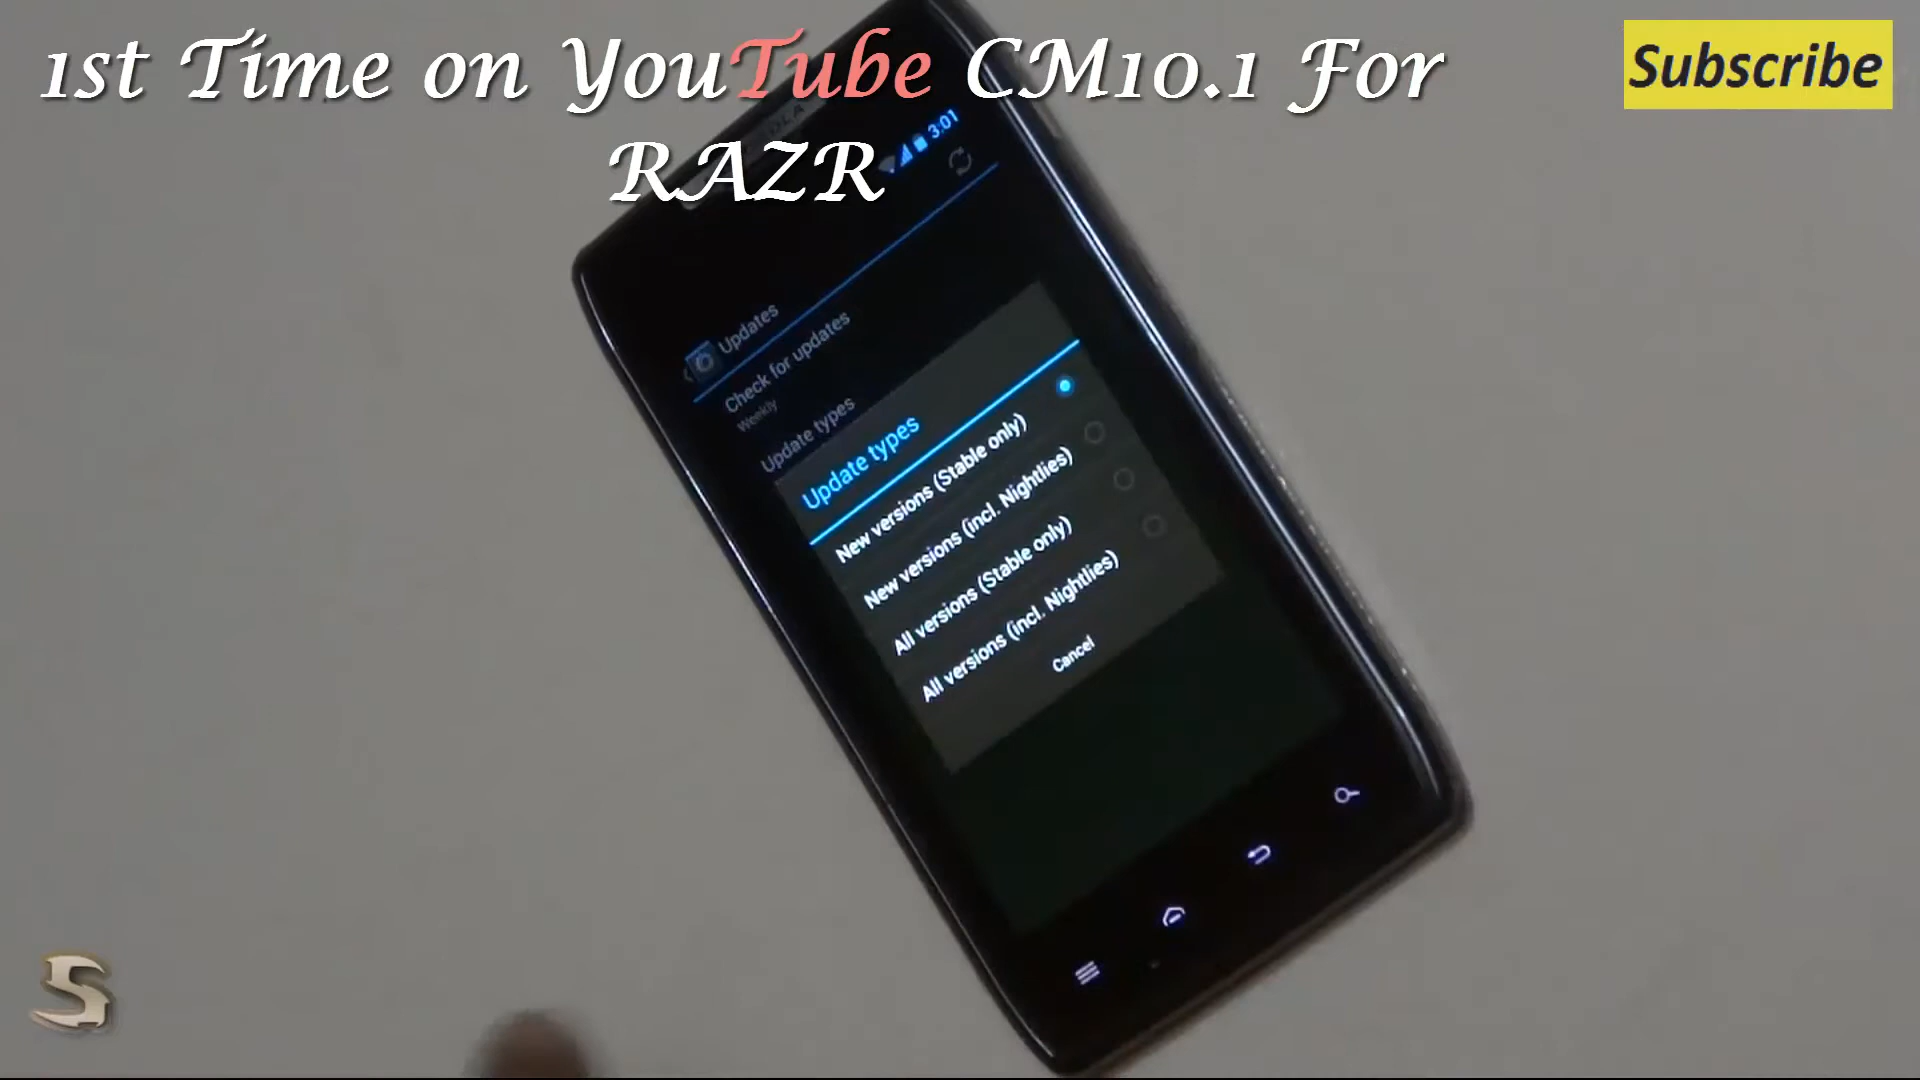 1st Time on YouTube CM10.1 For
RAZR
Subscribe
3:01
Updates
Check for updates
Weekly
Update types
Update types
New versions (Stable only)
New versions (incl. Nightlies)
All versions (Stable only)
All versions (incl. Nightlies)
Cancel
S